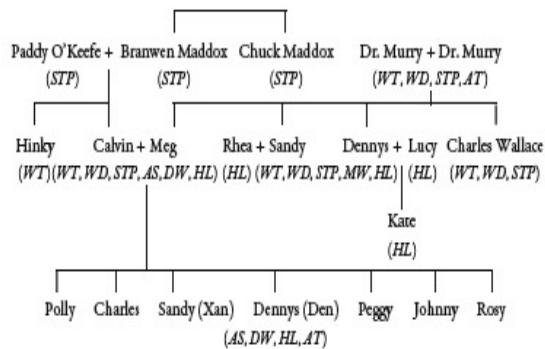 Paddy O'Keefe + Branwen Maddox Chuck Maddox Dr. Murry + Dr. Murry
(STP) (STP) (STP) (WT, WD, STP, AT)
Hinky Calvin + Meg Rhea + Sandy Dennys + Lucy Charles Wallace
(WT) (WT, WD, STP, AS, DW, HL) (HL) (WT, WD, STP, MW, HL) (HL) (WT, WD, STP)
Kate
(HL)
Polly Charles Sandy (Xan) Dennys (Den) Peggy Johnny Rosy
(AS, DW, HL, AT)